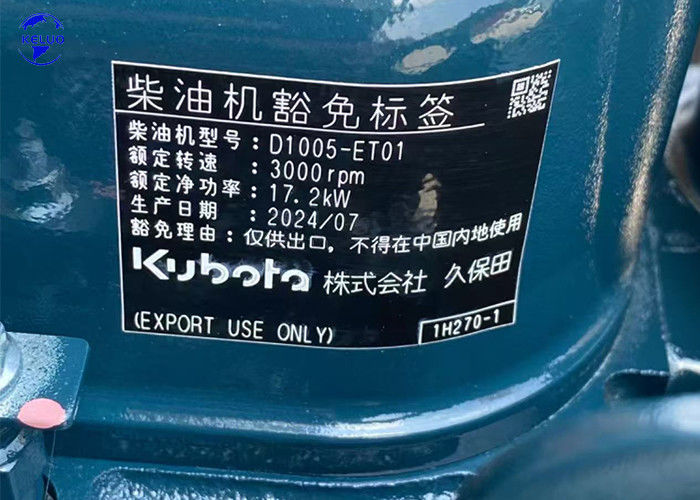 KELUO
柴油机豁免标签
柴油机型号:D1005-ET01
额定转速:3000rpm
额定净功率:17.2kW
生产日期:2024/07
豁免理由:仅供出口,不得在中国内地使用
Kubota 株式会社 久保田
(EXPORT USE ONLY)
1H270-1